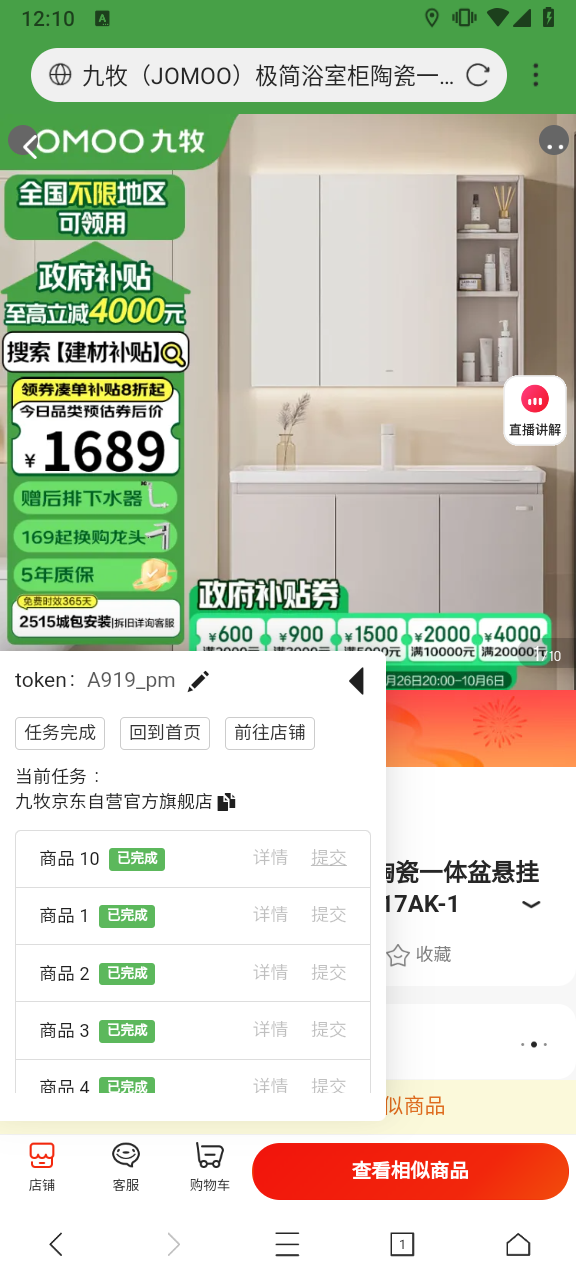 12:10
九牧（JOMOO）极简浴室柜陶瓷一…
JOMOO 九牧
全国不限地区
可领用
政府补贴
至高立减4000元
搜索【建材补贴】
领券凑单补贴8折起
今日品类预估券后价
¥1689
赠后排下水器
169起换购龙头
5年质保
免费时效365天
2515城包安装|拆旧详询客服
直播讲解
政府补贴券
¥600 ¥900 ¥1500 ¥2000 ¥4000
满5000元 满10000元 满20000元
月26日20:00-10月6日
1/10
token： A919_pm
任务完成 回到首页 前往店铺
当前任务：
九牧京东自营官方旗舰店
商品 10 已完成 详情 提交
商品 1 已完成 详情 提交
商品 2 已完成 详情 提交
商品 3 已完成 详情 提交
商品 4 已完成 详情 提交
陶瓷一体盆悬挂
17AK-1
收藏
似商品
店铺 客服 购物车 查看相似商品
1